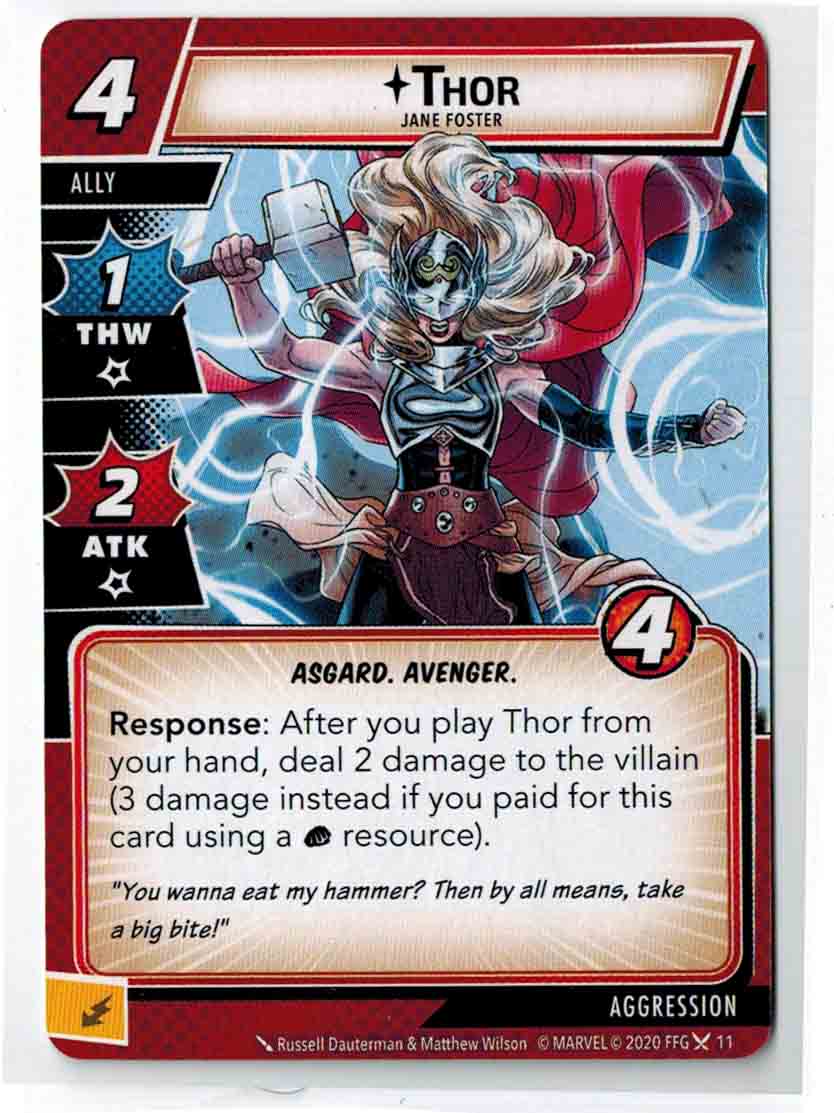 4
THOR
JANE FOSTER
ALLY
1
THW
2
ATK
4
ASGARD. AVENGER.
Response: After you play Thor from
your hand, deal 2 damage to the villain
(3 damage instead if you paid for this
card using a resource).
"You wanna eat my hammer? Then by all means, take
a big bite!"
AGGRESSION
Russell Dauterman & Matthew Wilson © MARVEL © 2020 FFG 11